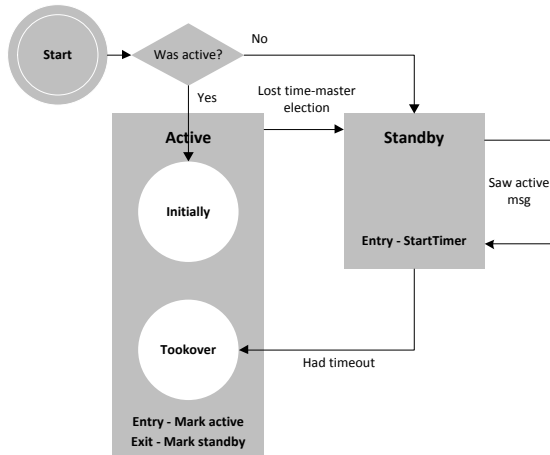 Start
Was active?
No
Yes
Lost time-master
election
Active
Standby
Initially
Saw active
msg
Entry - StartTimer
Tookover
Had timeout
Entry - Mark active
Exit - Mark standby